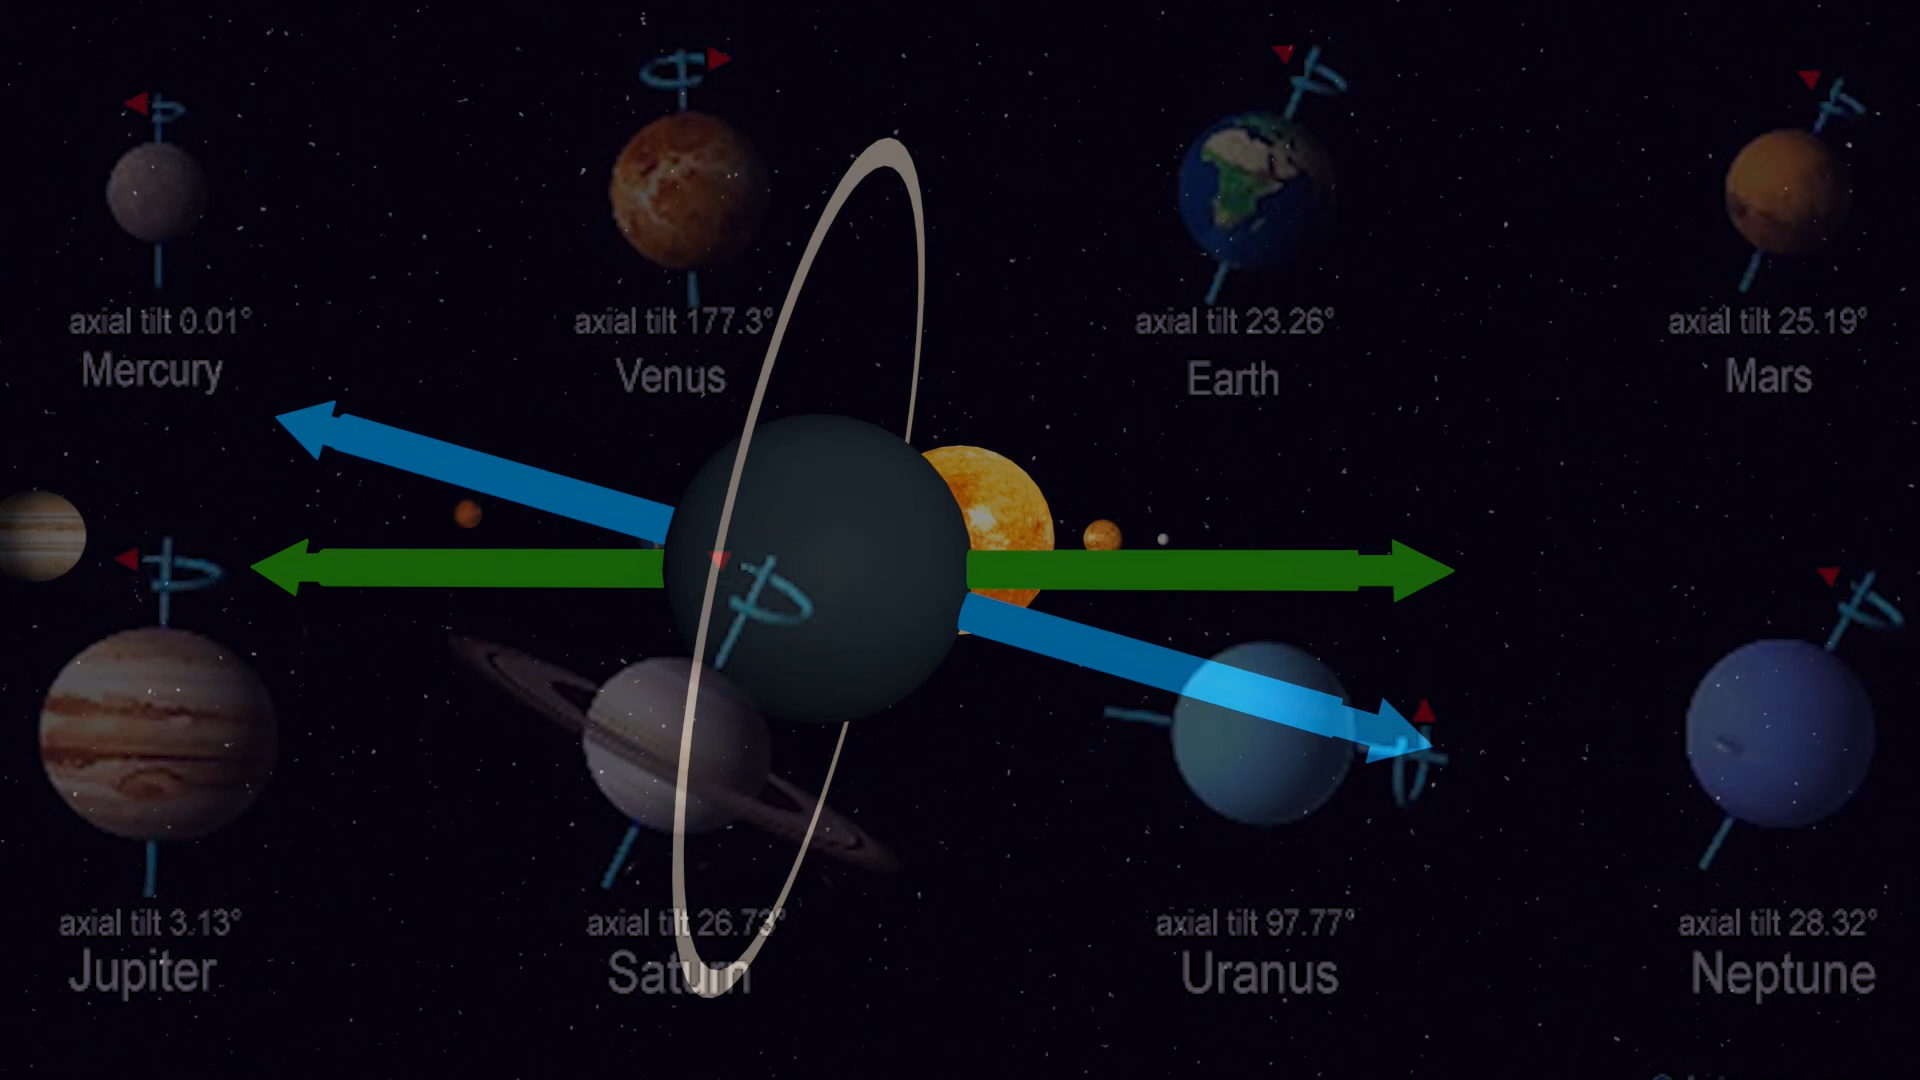 axial tilt 0.01°
Mercury
axial tilt 177.3°
Venus
axial tilt 23.26°
Earth
axial tilt 25.19°
Mars
axial tilt 3.13°
Jupiter
axial tilt 26.73°
Saturn
axial tilt 97.77°
Uranus
axial tilt 28.32°
Neptune